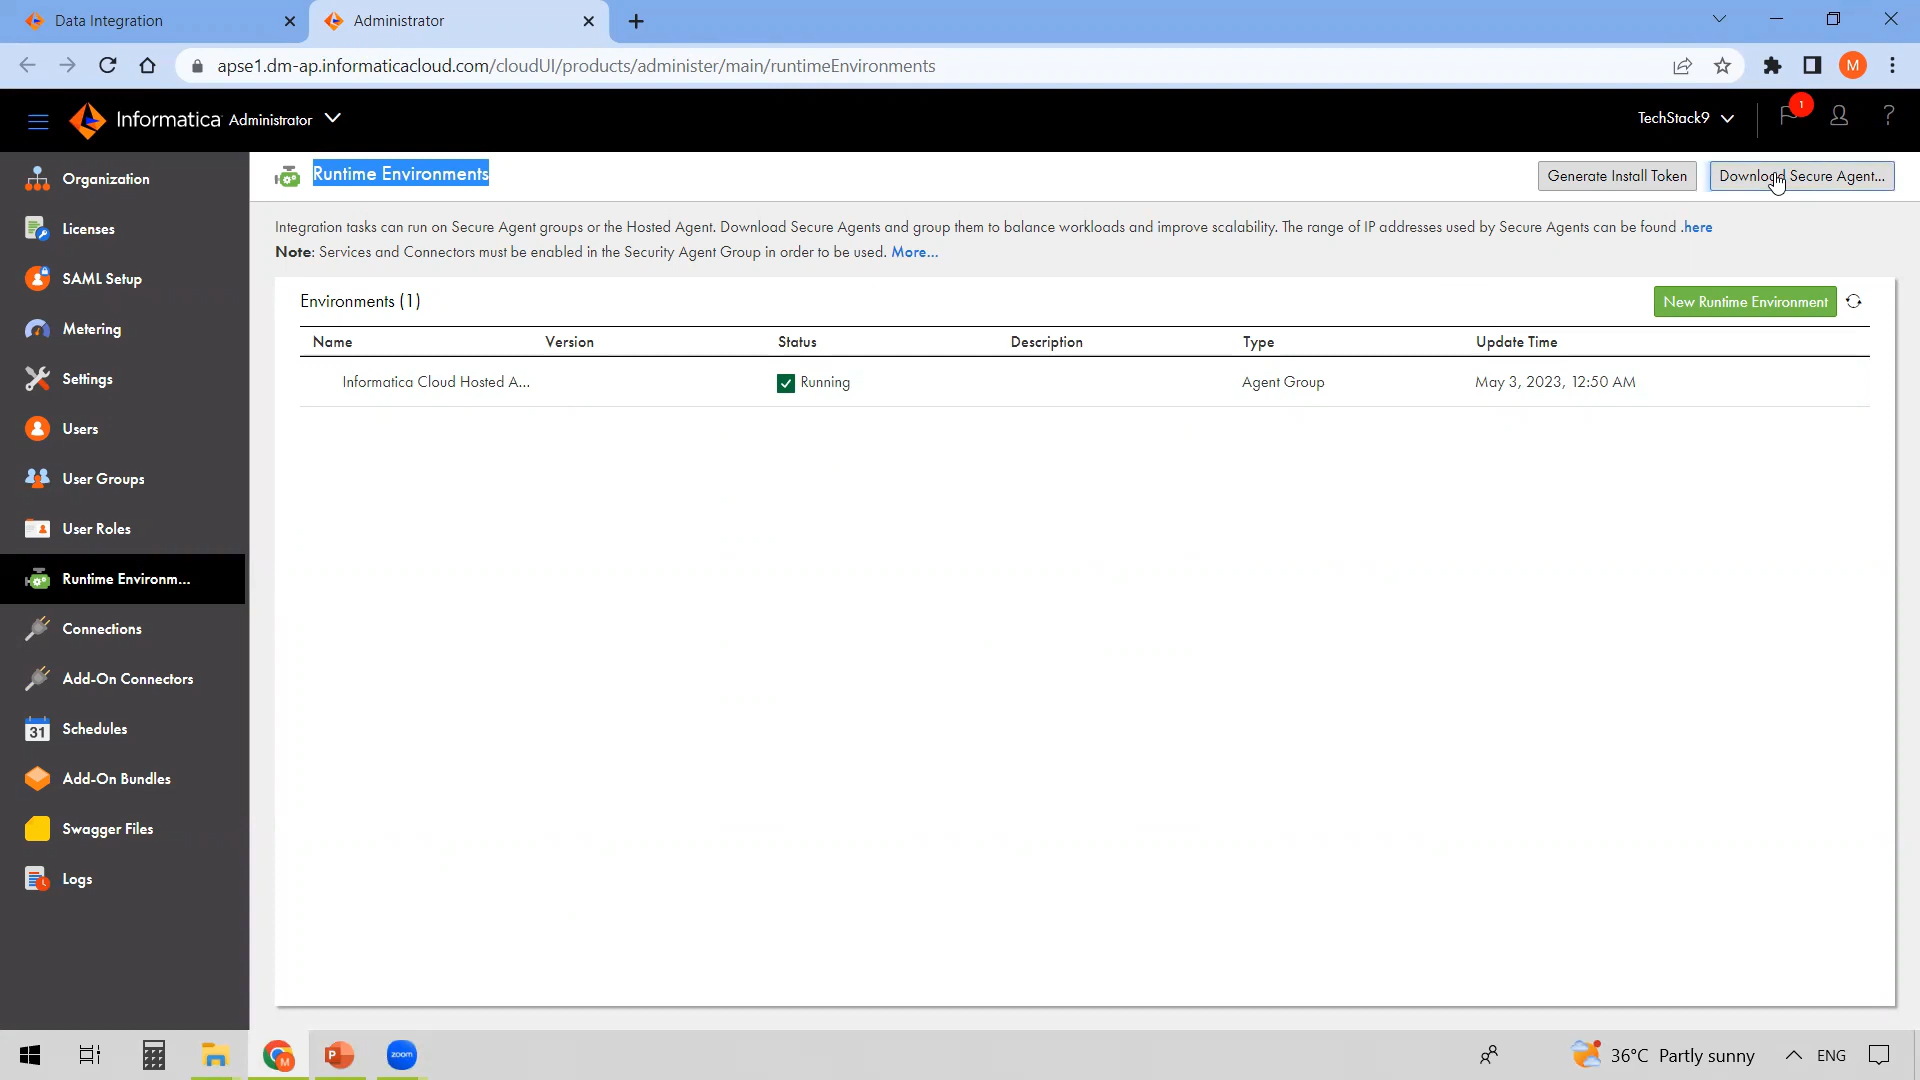 Data Integration
Administrator
apse1.dm-ap.informaticacloud.com/cloudUI/products/administer/main/runtimeEnvironments
M
Informatica Administrator
TechStack9
1
?
Organization
Licenses
SAML Setup
Metering
Settings
Users
User Groups
User Roles
Runtime Environm...
Connections
Add-On Connectors
31
Schedules
Add-On Bundles
Swagger Files
Logs
Runtime Environments
Generate Install Token
Download Secure Agent...
Integration tasks can run on Secure Agent groups or the Hosted Agent. Download Secure Agents and group them to balance workloads and improve scalability. The range of IP addresses used by Secure Agents can be found .here
Note: Services and Connectors must be enabled in the Security Agent Group in order to be used. More...
Environments (1)
New Runtime Environment
Name Version Status Description Type Update Time
Informatica Cloud Hosted A... Running Agent Group May 3, 2023, 12:50 AM
M
P
zoom
36°C Partly sunny
ENG